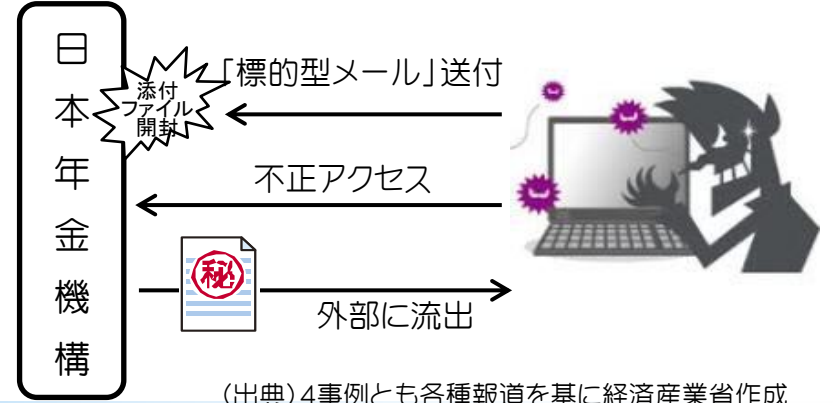 日本年金機構
添付
ファイル
開封
「標的型メール」送付
不正アクセス
㊙
外部に流出
(出典)4事例とも各種報道を基に経済産業省作成